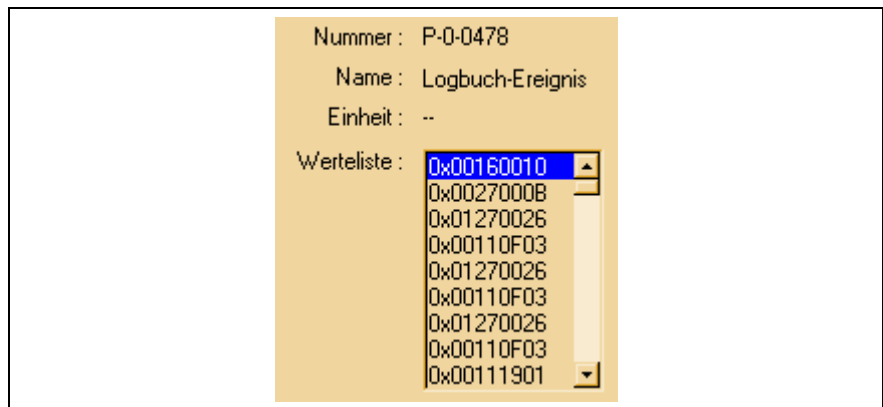 Nummer : P-0-0478
Name : Logbuch-Ereignis
Einheit : --
Werteliste : 0x00160010
0x0027000B
0x01270026
0x00110F03
0x01270026
0x00110F03
0x01270026
0x00110F03
0x00111901